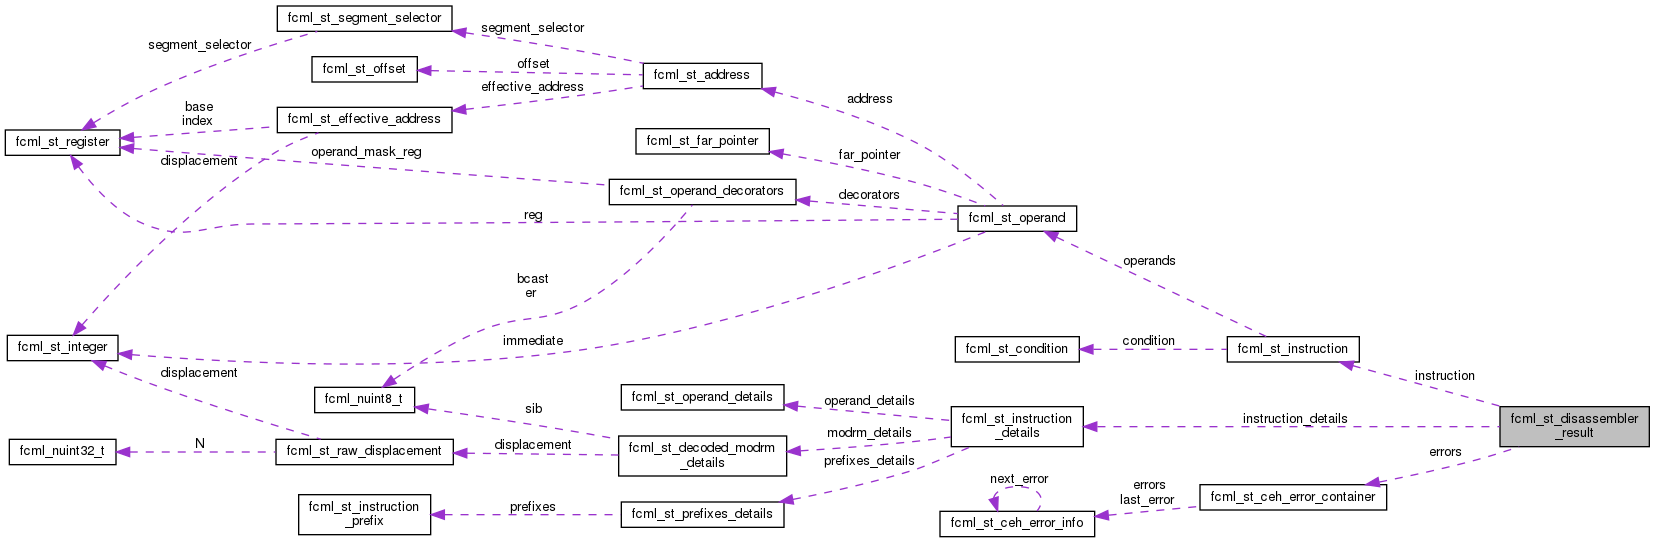 fcml_st_segment_selector
segment_selector
segment_selector
fcml_st_offset
offset
fcml_st_address
effective_address
address
base
index
fcml_st_effective_address
fcml_st_register
displacement
operand_mask_reg
fcml_st_far_pointer
far_pointer
fcml_st_operand_decorators
decorators
reg
fcml_st_operand
operands
bcast
er
fcml_st_integer
immediate
fcml_st_condition
condition
fcml_st_instruction
instruction
displacement
fcml_nuint8_t
fcml_st_operand_details
operand_details
sib
fcml_st_instruction
_details
instruction_details
fcml_st_disassembler
_result
modrm_details
fcml_nuint32_t
N
fcml_st_raw_displacement
displacement
fcml_st_decoded_modrm
_details
prefixes_details
errors
next_error
errors
last_error
fcml_st_ceh_error_container
fcml_st_instruction
_prefix
prefixes
fcml_st_prefixes_details
fcml_st_ceh_error_info